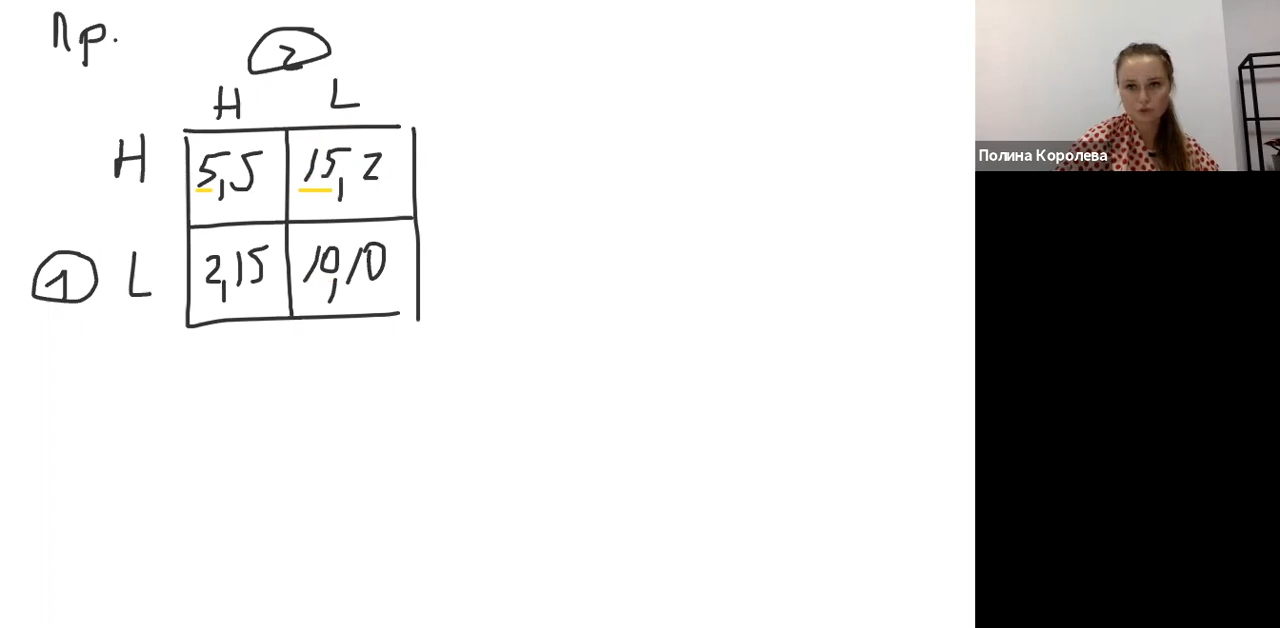 Пр.
2
H L
H 5,5 15,2
1 L 2,15 10,10
Полина Королева